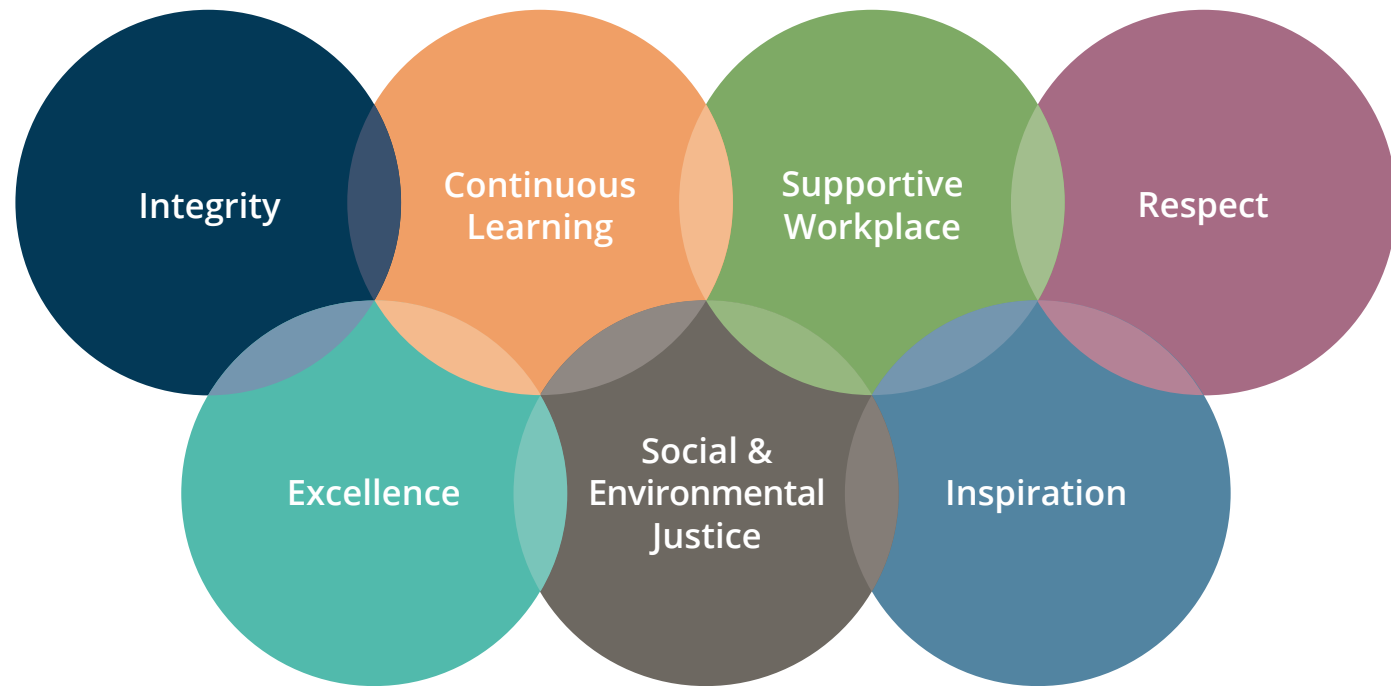 Integrity
Continuous
Learning
Supportive
Workplace
Respect
Excellence
Social &
Environmental
Justice
Inspiration